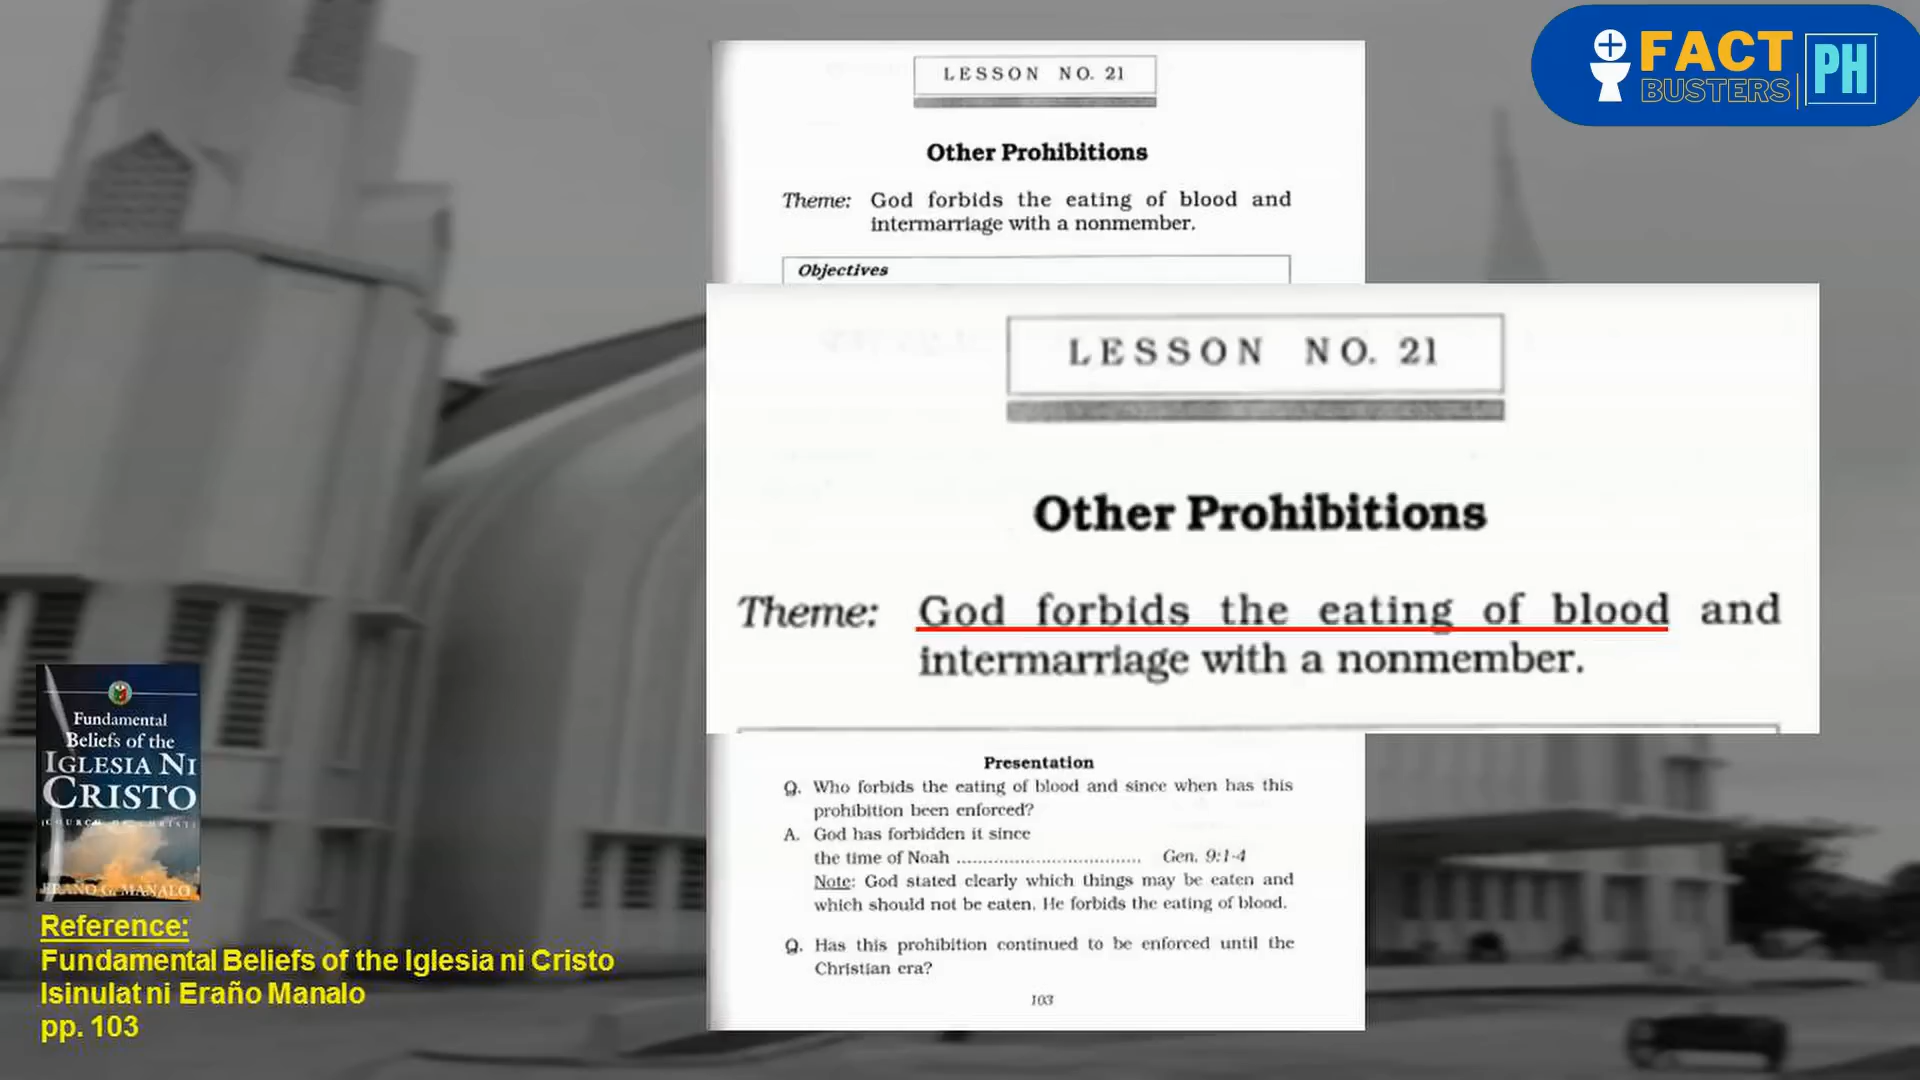 FACT
BUSTERS
PH
LESSON NO. 21
Other Prohibitions
Theme: God forbids the eating of blood and
intermarriage with a nonmember.
Objectives
LESSON NO. 21
Other Prohibitions
Theme: God forbids the eating of blood and
intermarriage with a nonmember.
Presentation
Q. Who forbids the eating of blood and since when has this
prohibition been enforced?
A. God has forbidden it since
the time of Noah .................................. Gen. 9:1-4
Note: God stated clearly which things may be eaten and
which should not be eaten. He forbids the eating of blood.
Q. Has this prohibition continued to be enforced until the
Christian era?
103
Fundamental
Beliefs of the
IGLESIA NI
CRISTO
(CHURCH OF CHRIST)
ERAÑO G. MANALO
Reference:
Fundamental Beliefs of the Iglesia ni Cristo
Isinulat ni Eraño Manalo
pp. 103